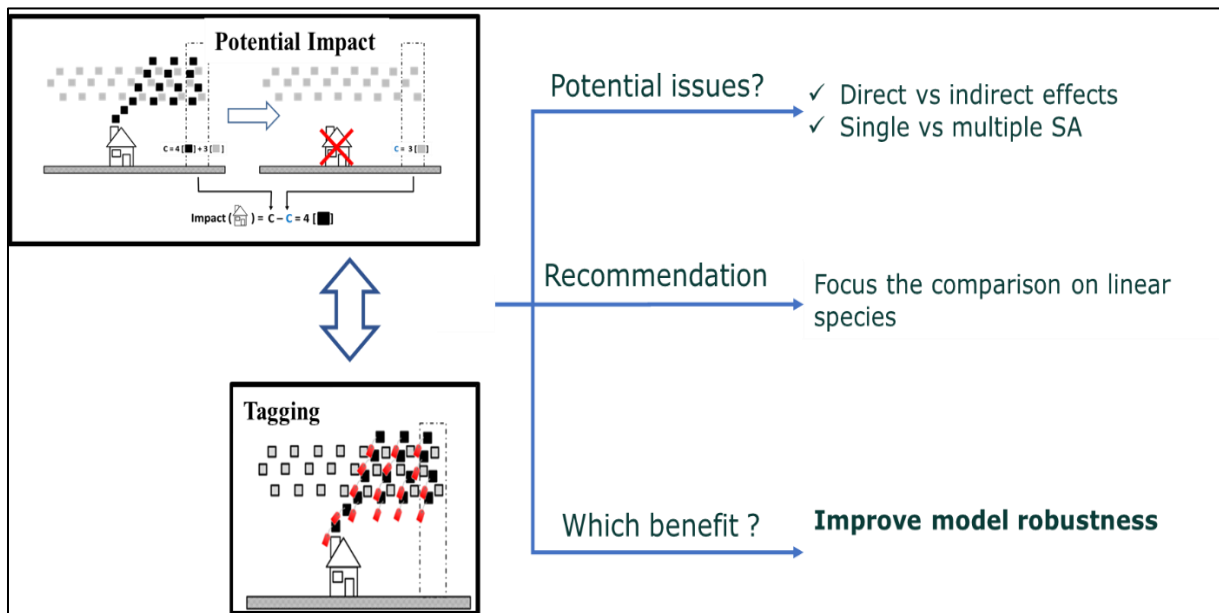 Potential Impact
C = 4 [■] + 3 [■]
C = 3 [■]
Impact ( ) = C – C = 4 [■]
Tagging
Potential issues?
✓ Direct vs indirect effects
✓ Single vs multiple SA
Recommendation
Focus the comparison on linear
species
Which benefit ?
Improve model robustness